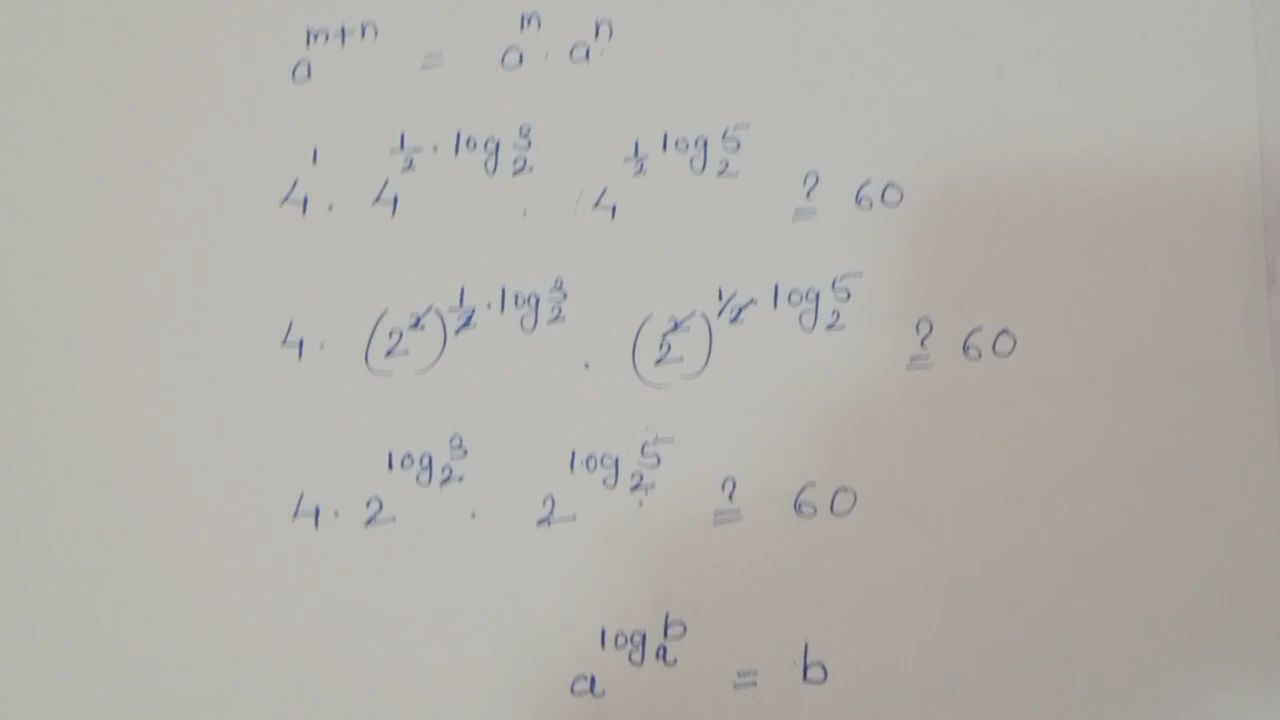 a^{m+n} = a^m · a^n
4^1 · 4^{1/2 · log_2^3} · 4^{1/2 log_2^5} ≟ 60
4 · (2^2)^{1/2 · log_2^3} · (2^2)^{1/2 · log_2^5} ≟ 60
4 · 2^{log_2^3} · 2^{log_2^5} ≟ 60
a^{log_a^b} = b